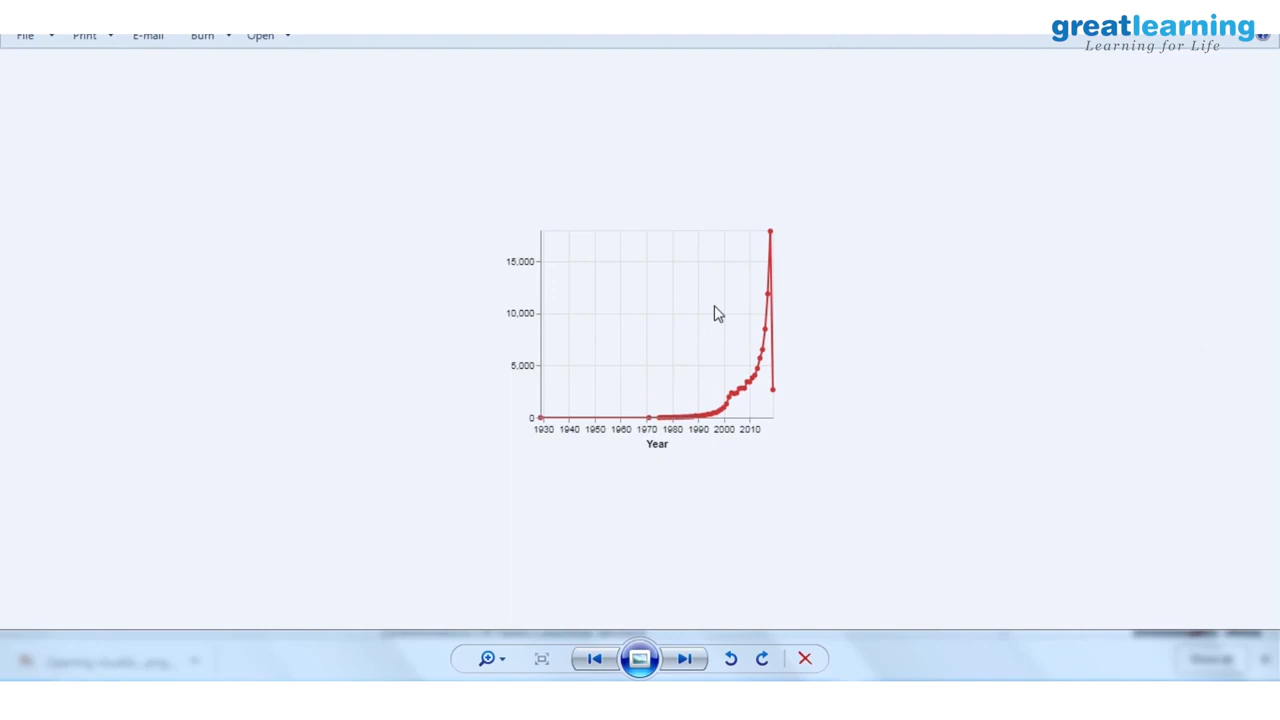 greatlearning
Learning for Life
File Print E-mail Burn Open
15,000
10,000
5,000
0
1930 1940 1950 1960 1970 1980 1990 2000 2010
Year